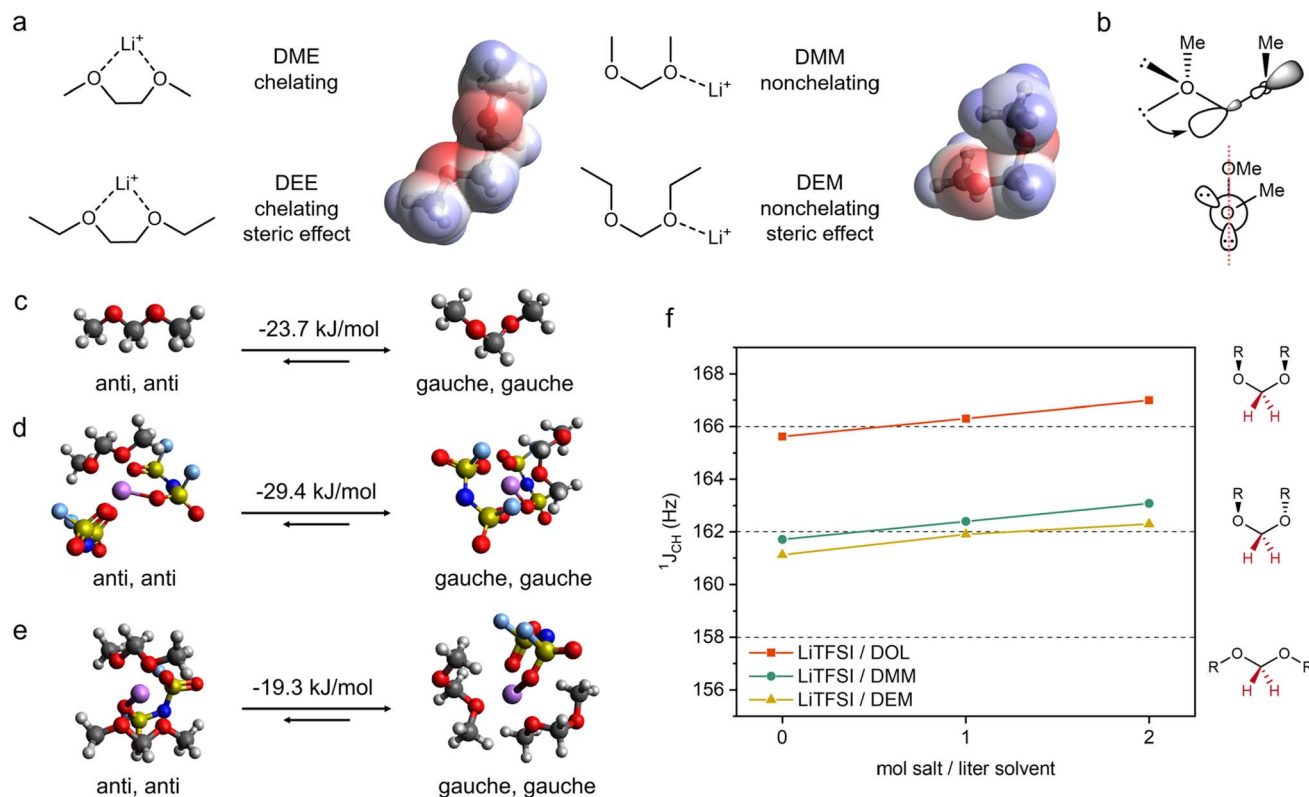 a
Li+
O O
DME
chelating
DMM
nonchelating
O O
Li+
Li+
O O
DEE
chelating
steric effect
DEM
nonchelating
steric effect
O O
Li+
b
Me Me
O
OMe
Me
O
c
-23.7 kJ/mol
anti, anti
gauche, gauche
d
-29.4 kJ/mol
anti, anti
gauche, gauche
e
-19.3 kJ/mol
anti, anti
gauche, gauche
f
168
166
164
162
160
158
156
1JCH (Hz)
LiTFSI / DOL
LiTFSI / DMM
LiTFSI / DEM
0 1 2
mol salt / liter solvent
R R
O O
H H
R R
O O
H H
R O O R
H H